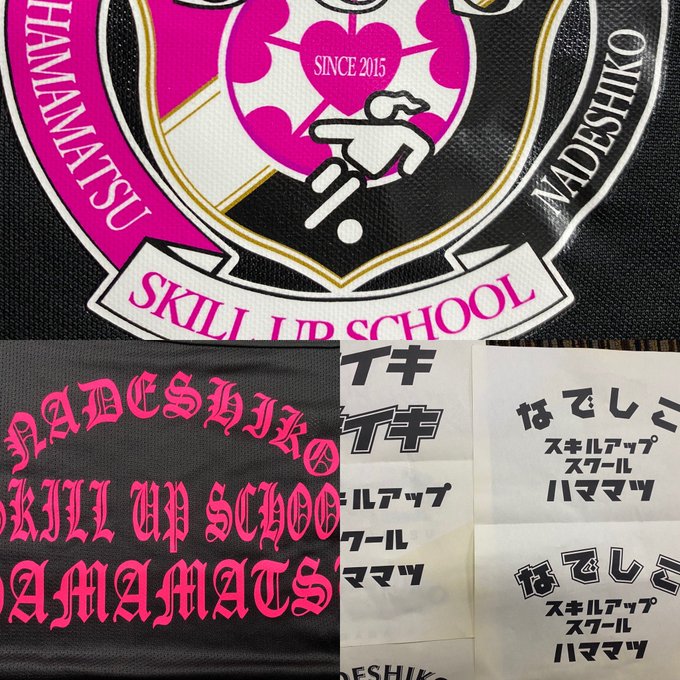 SINCE 2015
HAMAMATSU
NADESHIKO
SKILL UP SCHOOL
NADESHIKO
SKILL UP SCHOO
HAMAMATS
イキ
イキ
キルアップ
クール
ママツ
DESHIKO
なでしこ
スキルアップ
スクール
ハママツ
なでしこ
スキルアップ
スクール
ハママツ